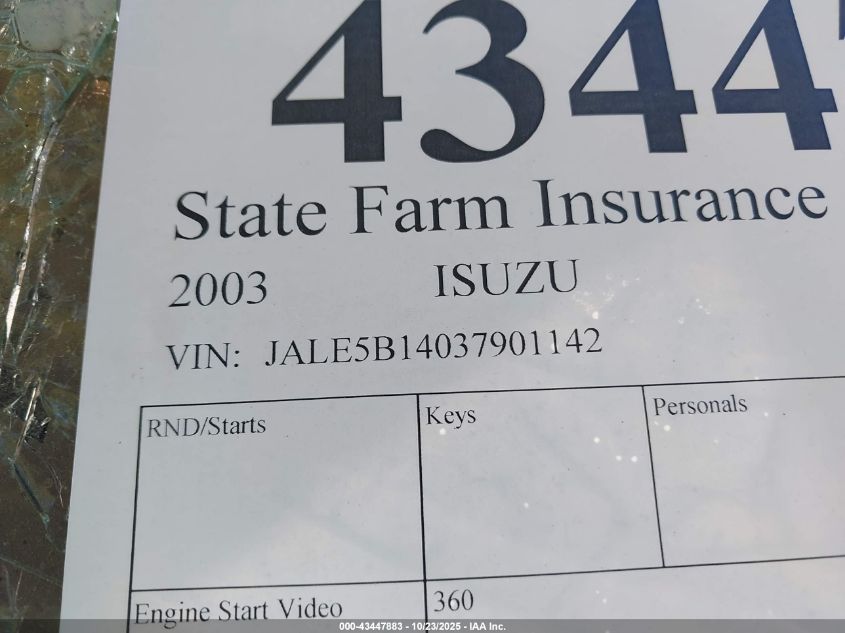 4344
State Farm Insurance
2003 ISUZU
VIN: JALE5B14037901142
RND/Starts Keys Personals
Engine Start Video 360
000-43447883 - 10/23/2025 - IAA Inc.